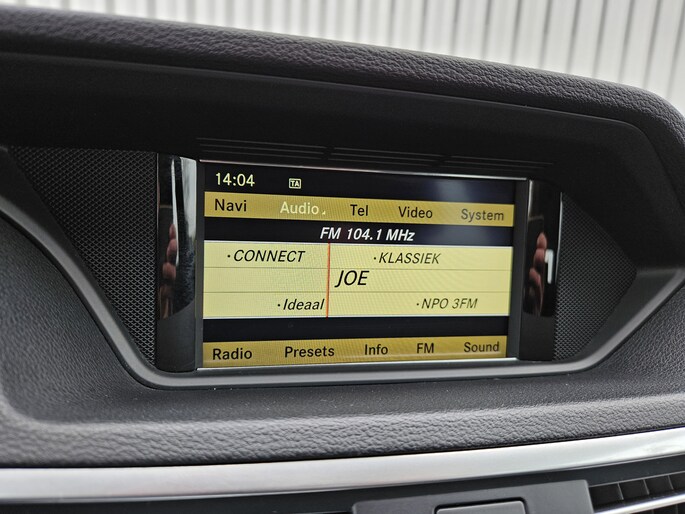 14:04 TA
Navi Audio Tel Video System
FM 104.1 MHz
·CONNECT ·KLASSIEK
JOE
·Ideaal ·NPO 3FM
Radio Presets Info FM Sound